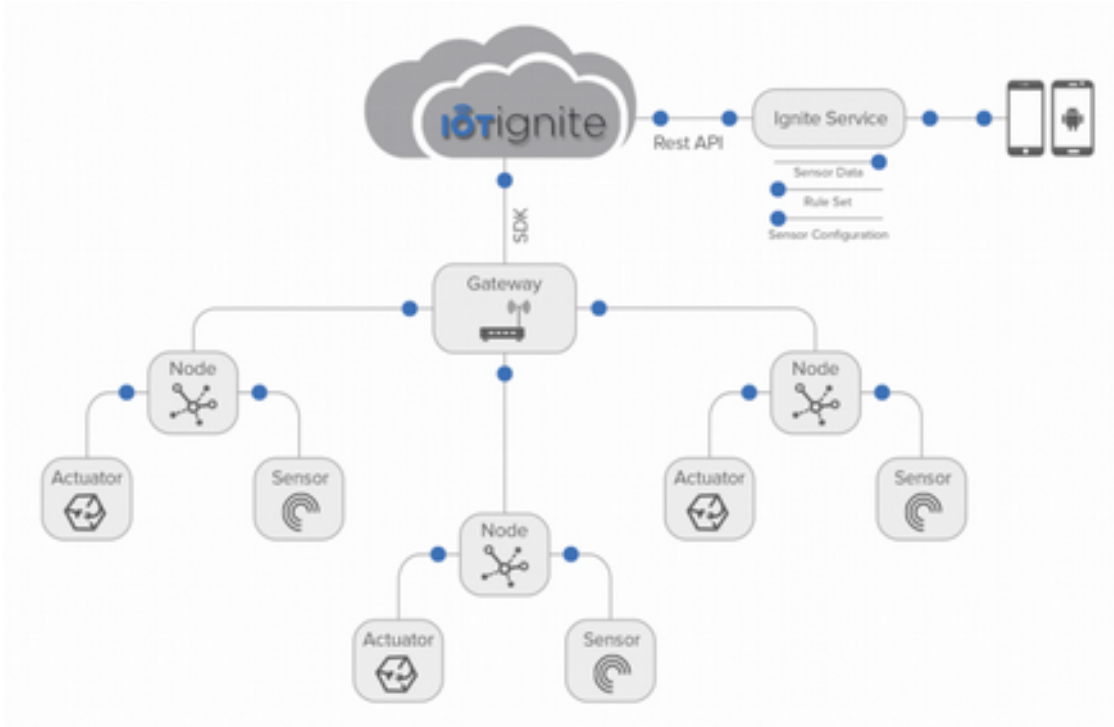 IOTignite
Rest API
Ignite Service
Sensor Data
Rule Set
Sensor Configuration
SDK
Gateway
Node
Node
Actuator
Sensor
Actuator
Sensor
Node
Actuator
Sensor